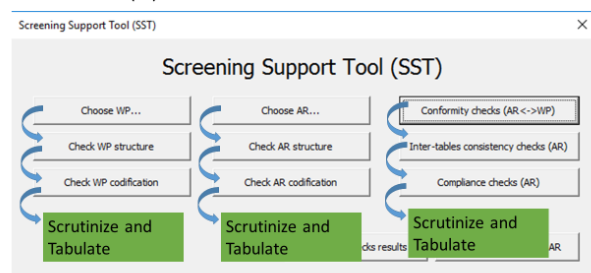 Screening Support Tool (SST)
Screening Support Tool (SST)
Choose WP...
Choose AR...
Conformity checks (AR<->WP)
Check WP structure
Check AR structure
Inter-tables consistency checks (AR)
Check WP codification
Check AR codification
Compliance checks (AR)
Scrutinize and
Tabulate
Scrutinize and
Tabulate
Scrutinize and
Tabulate
results
AR